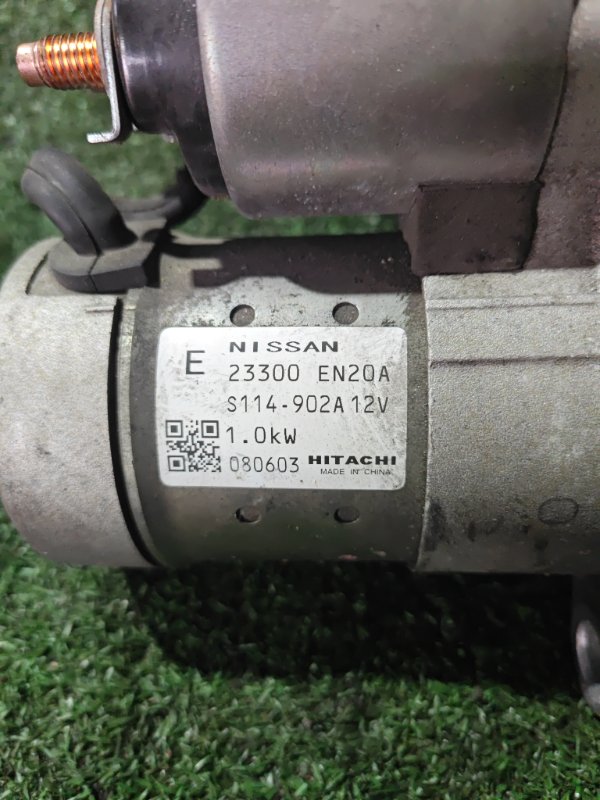 E NISSAN
23300 EN20A
S114-902A 12V
1.0kW
080603 HITACHI
MADE IN CHINA